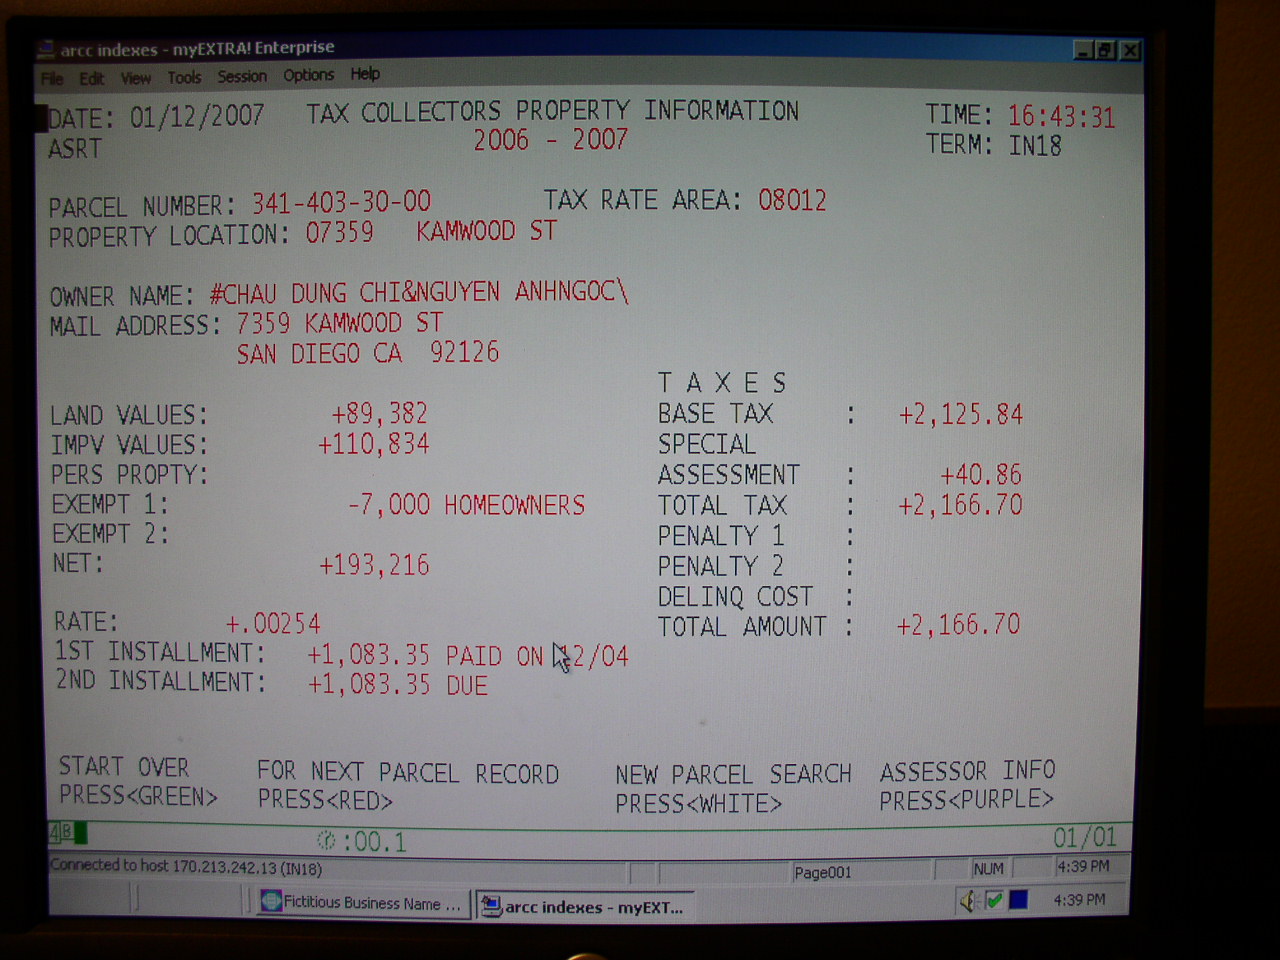 arcc indexes - myEXTRA! Enterprise
File Edit View Tools Session Options Help
DATE: 01/12/2007 TAX COLLECTORS PROPERTY INFORMATION TIME: 16:43:31
ASRT 2006 - 2007 TERM: IN18
PARCEL NUMBER: 341-403-30-00 TAX RATE AREA: 08012
PROPERTY LOCATION: 07359 KAMWOOD ST
OWNER NAME: #CHAU DUNG CHI&NGUYEN ANHNGOC\
MAIL ADDRESS: 7359 KAMWOOD ST
SAN DIEGO CA 92126
T A X E S
LAND VALUES: +89,382 BASE TAX : +2,125.84
IMPV VALUES: +110,834 SPECIAL
PERS PROPTY: ASSESSMENT : +40.86
EXEMPT 1: -7,000 HOMEOWNERS TOTAL TAX : +2,166.70
EXEMPT 2: PENALTY 1 :
NET: +193,216 PENALTY 2 :
DELINQ COST :
RATE: +.00254 TOTAL AMOUNT : +2,166.70
1ST INSTALLMENT: +1,083.35 PAID ON 12/04
2ND INSTALLMENT: +1,083.35 DUE
START OVER FOR NEXT PARCEL RECORD NEW PARCEL SEARCH ASSESSOR INFO
PRESS<GREEN> PRESS<RED> PRESS<WHITE> PRESS<PURPLE>
4B :00.1 01/01
Connected to host 170.213.242.13 (IN18) Page001 NUM 4:39 PM
Fictitious Business Name ... arcc indexes - myEXT... 4:39 PM